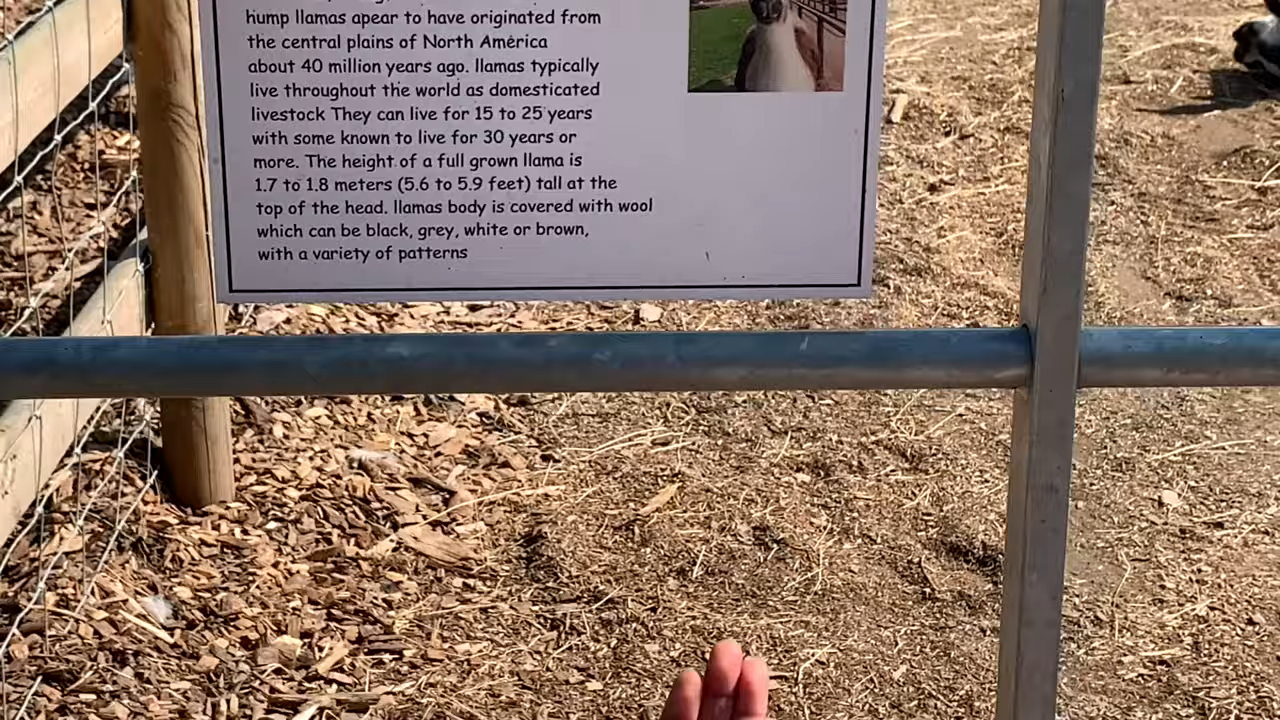 hump llamas apear to have originated from
the central plains of North America
about 40 million years ago. llamas typically
live throughout the world as domesticated
livestock They can live for 15 to 25 years
with some known to live for 30 years or
more. The height of a full grown llama is
1.7 to 1.8 meters (5.6 to 5.9 feet) tall at the
top of the head. llamas body is covered with wool
which can be black, grey, white or brown,
with a variety of patterns